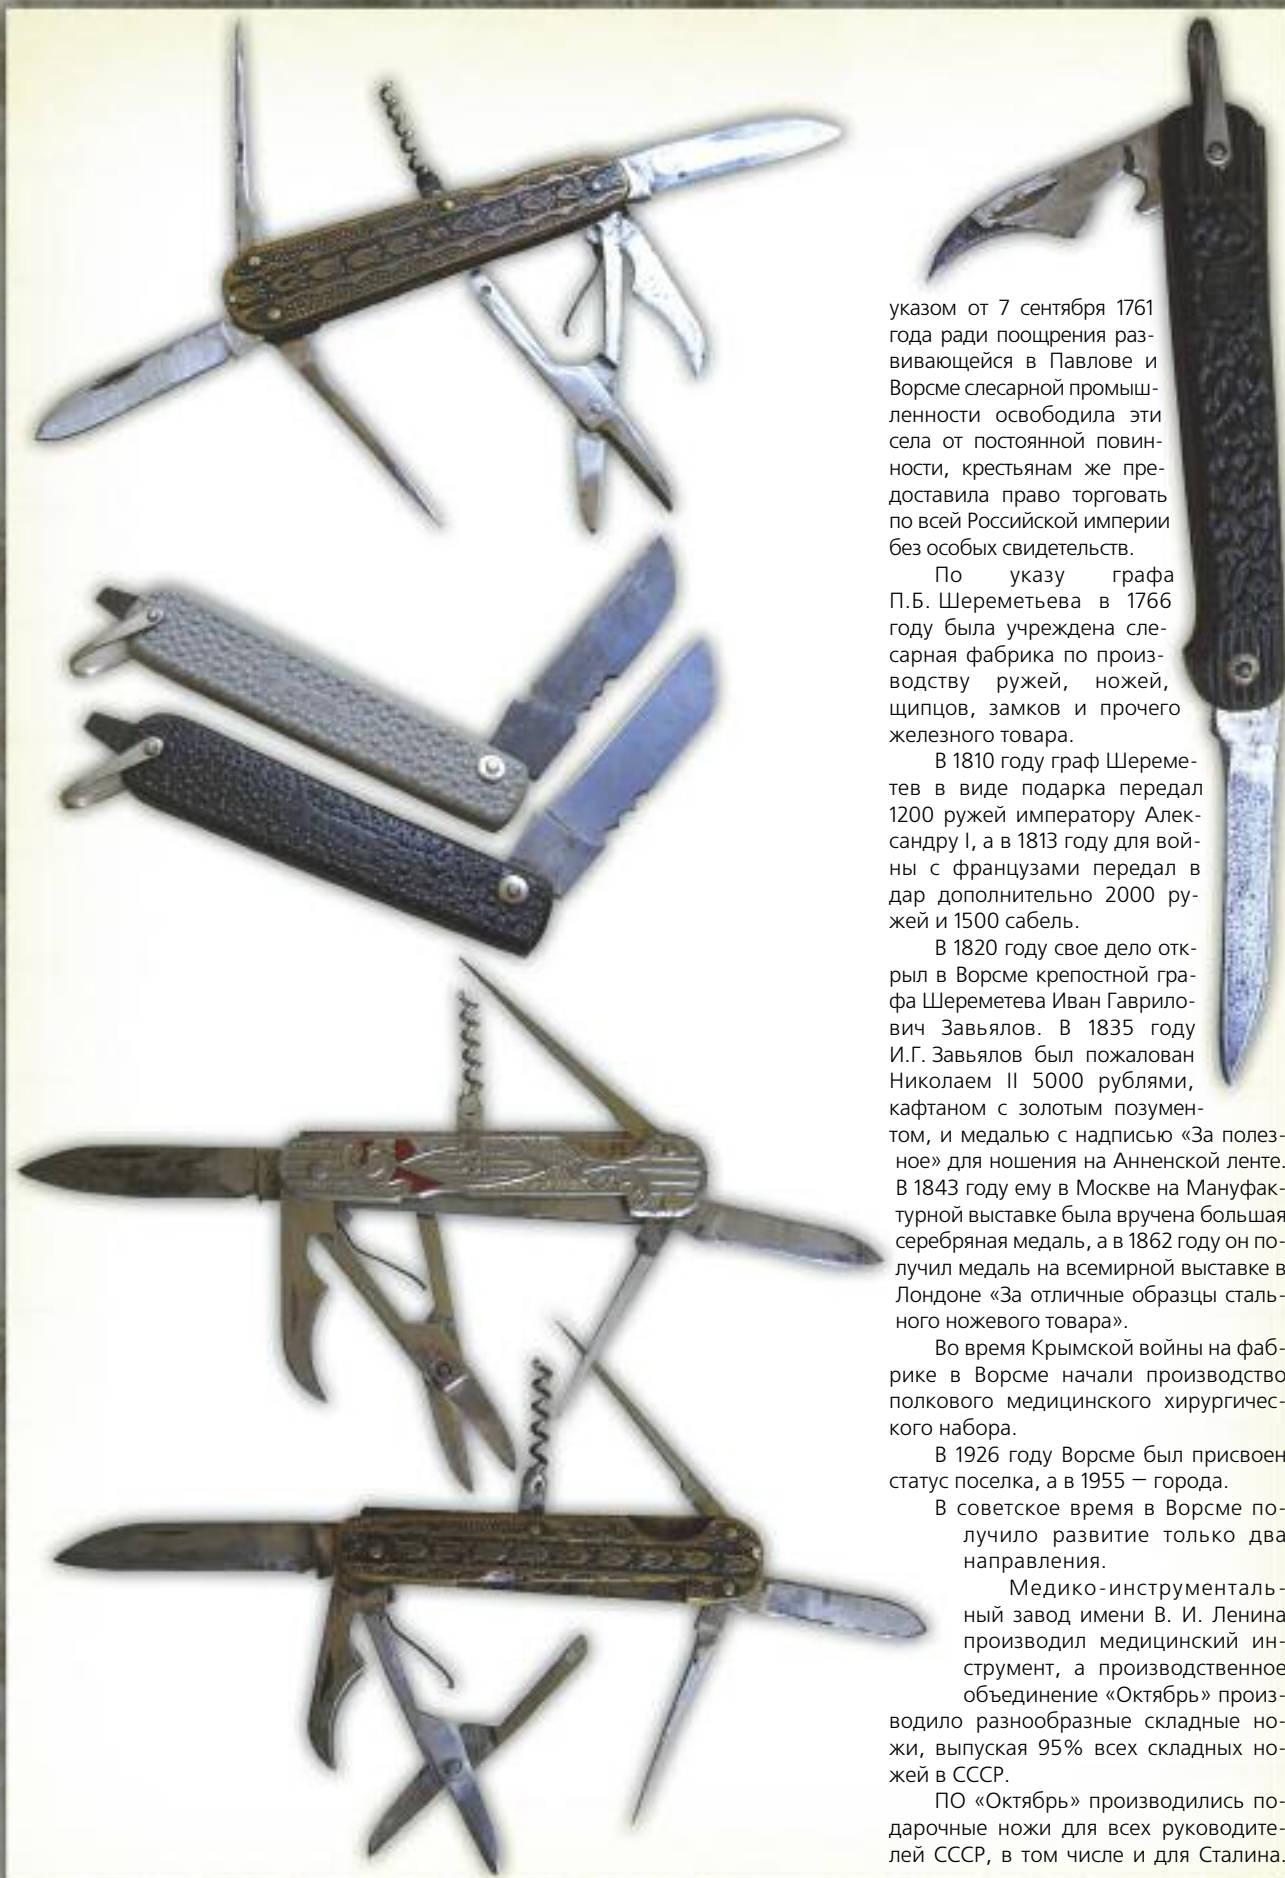 указом от 7 сентября 1761
года ради поощрения раз-
вивающейся в Павлове и
Ворсме слесарной промыш-
ленности освободила эти
села от постоянной повин-
ности, крестьянам же пре-
доставила право торговать
по всей Российской империи
без особых свидетельств.
По указу графа
П.Б. Шереметьева в 1766
году была учреждена сле-
сарная фабрика по произ-
водству ружей, ножей,
щипцов, замков и прочего
железного товара.
В 1810 году граф Шереме-
тев в виде подарка передал
1200 ружей императору Алек-
сандру I, а в 1813 году для вой-
ны с французами передал в
дар дополнительно 2000 ру-
жей и 1500 сабель.
В 1820 году свое дело отк-
рыл в Ворсме крепостной гра-
фа Шереметева Иван Гаврило-
вич Завьялов. В 1835 году
И.Г. Завьялов был пожалован
Николаем II 5000 рублями,
кафтаном с золотым позумен-
том, и медалью с надписью «За полез-
ное» для ношения на Анненской ленте.
В 1843 году ему в Москве на Мануфак-
турной выставке была вручена большая
серебряная медаль, а в 1862 году он по-
лучил медаль на всемирной выставке в
Лондоне «За отличные образцы сталь-
ного ножевого товара».
Во время Крымской войны на фаб-
рике в Ворсме начали производство
полкового медицинского хирургичес-
кого набора.
В 1926 году Ворсме был присвоен
статус поселка, а в 1955 — города.
В советское время в Ворсме по-
лучило развитие только два
направления.
Медико-инструменталь-
ный завод имени В. И. Ленина
производил медицинский ин-
струмент, а производственное
объединение «Октябрь» произ-
водило разнообразные складные но-
жи, выпуская 95% всех складных но-
жей в СССР.
ПО «Октябрь» производились по-
дарочные ножи для всех руководите-
лей СССР, в том числе и для Сталина.